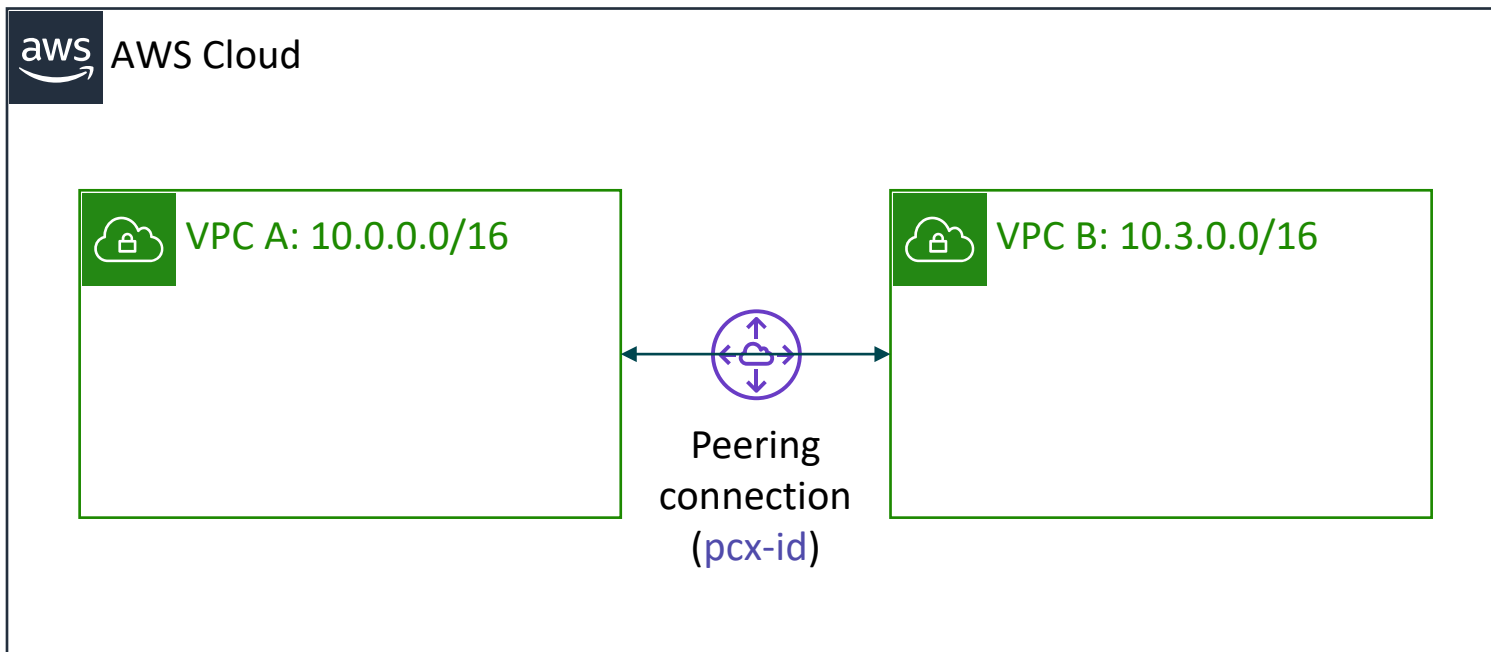 aws
AWS Cloud
VPC A: 10.0.0.0/16
VPC B: 10.3.0.0/16
Peering
connection
(pcx-id)